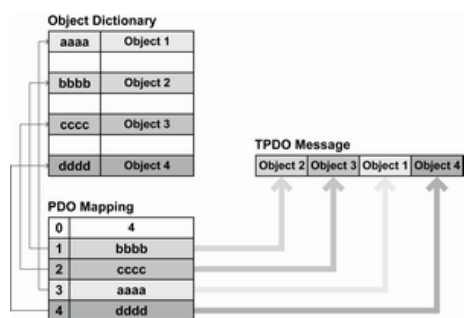 Object Dictionary
aaaa Object 1
bbbb Object 2
cccc Object 3
dddd Object 4
TPDO Message
Object 2 Object 3 Object 1 Object 4
PDO Mapping
0 4
1 bbbb
2 cccc
3 aaaa
4 dddd